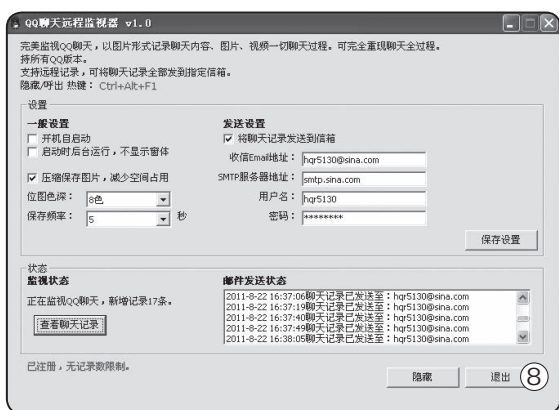 QQ聊天远程监视器 v1.0
完美监视QQ聊天，以图片形式记录聊天内容、图片、视频一切聊天过程。可完全重现聊天全过程。
持所有QQ版本。
支持远程记录，可将聊天记录全部发到指定信箱。
隐藏/呼出 热键： Ctrl+Alt+F1
设置
一般设置
开机自启动
启动时后台运行，不显示窗体
压缩保存图片，减少空间占用
位图色深： 8色
保存频率： 5 秒
发送设置
将聊天记录发送到信箱
收信Email地址： hqr5130@sina.com
SMTP服务器地址： smtp.sina.com
用户名： hqr5130
密码： ********
保存设置
状态
监视状态
正在监视QQ聊天，新增记录17条。
查看聊天记录
邮件发送状态
2011-8-22 16:37:06聊天记录已发送至：hqr5130@sina.com
2011-8-22 16:37:19聊天记录已发送至：hqr5130@sina.com
2011-8-22 16:37:40聊天记录已发送至：hqr5130@sina.com
2011-8-22 16:37:49聊天记录已发送至：hqr5130@sina.com
2011-8-22 16:38:05聊天记录已发送至：hqr5130@sina.com
已注册，无记录数限制。
隐藏 退出 ⑧